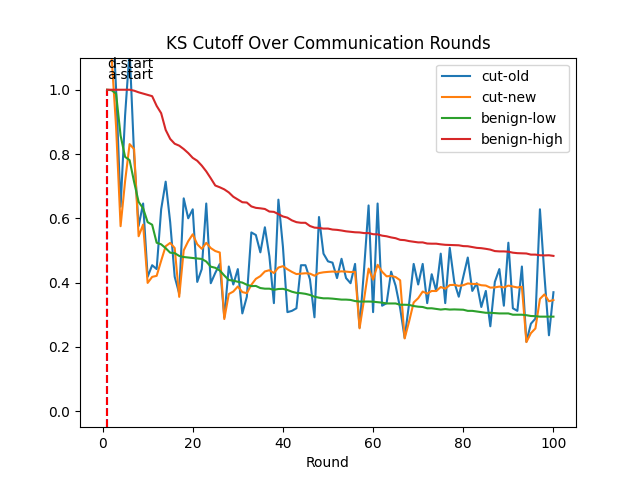 KS Cutoff Over Communication Rounds
d-start
a-start
cut-old
cut-new
benign-low
benign-high
1.0
0.8
0.6
0.4
0.2
0.0
0
20
40
60
80
100
Round